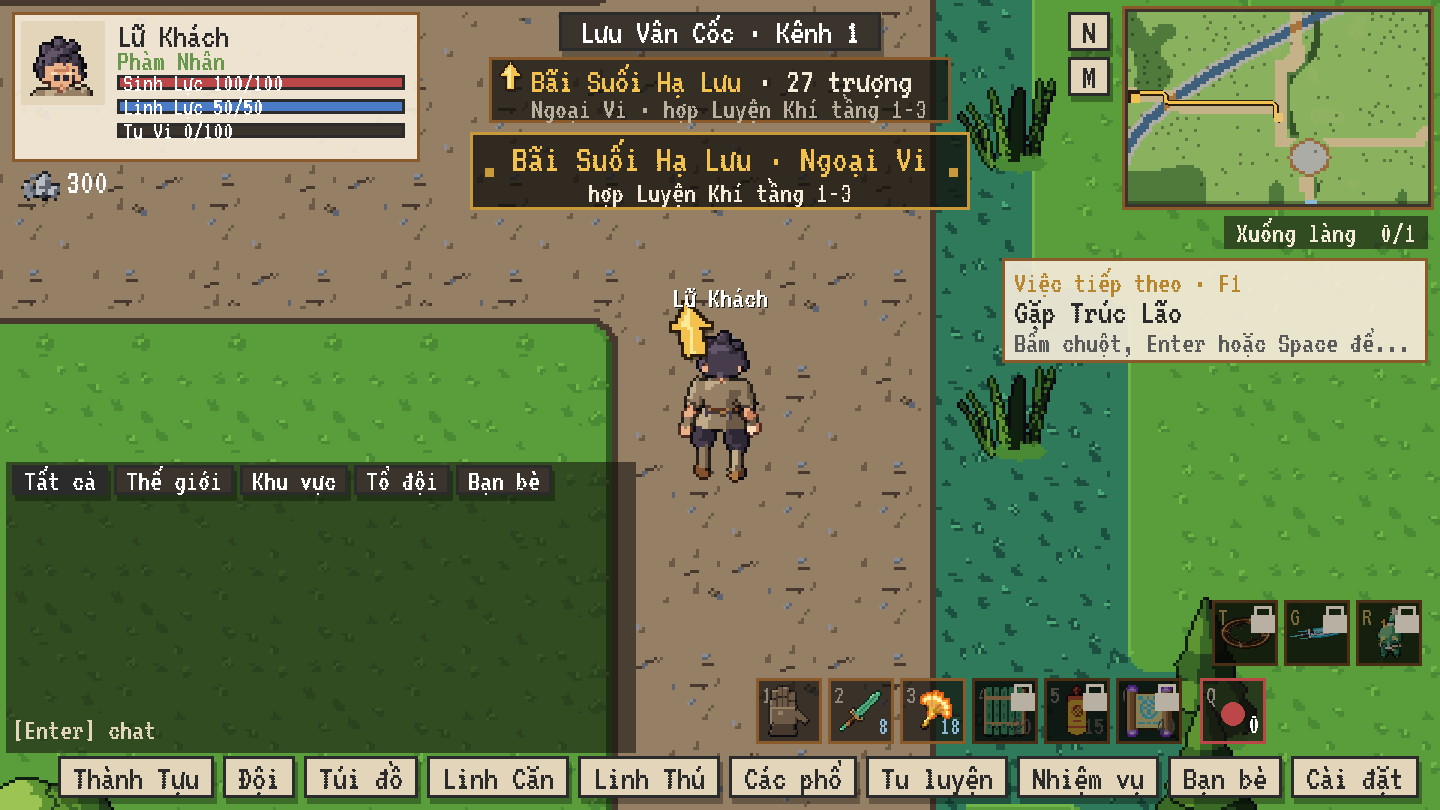 Lữ Khách
Phàm Nhân
Sinh Lực 100/100
Linh Lực 50/50
Tu Vi 0/100
300
Lưu Vân Cốc · Kênh 1
Bãi Suối Hạ Lưu · 27 trượng
Ngoại Vi · hợp Luyện Khí tầng 1-3
Bãi Suối Hạ Lưu · Ngoại Vi
hợp Luyện Khí tầng 1-3
N
M
Xuống làng 0/1
Việc tiếp theo · F1
Gặp Trúc Lão
Bấm chuột, Enter hoặc Space để...
Lữ Khách
Tất cả Thế giới Khu vực Tổ đội Bạn bè
[Enter] chat
T G R
1 2 8 3 18 5 15 Q 0
Thành Tựu Đội Túi đồ Linh Căn Linh Thú Các phổ Tu luyện Nhiệm vụ Bạn bè Cài đặt